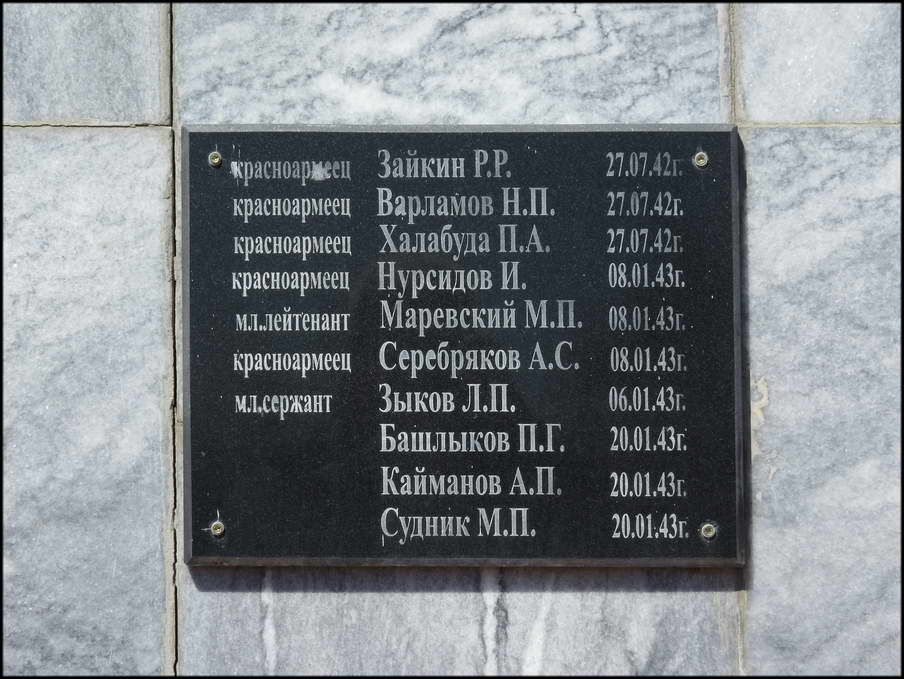 красноармеец Зайкин Р.Р. 27.07.42г.
красноармеец Варламов Н.П. 27.07.42г.
красноармеец Халабуда П.А. 27.07.42г.
красноармеец Нурсидов И. 08.01.43г.
мл.лейтенант Маревский М.П. 08.01.43г.
красноармеец Серебряков А.С. 08.01.43г.
мл.сержант Зыков Л.П. 06.01.43г.
Башлыков П.Г. 20.01.43г.
Кайманов А.П. 20.01.43г.
Судник М.П. 20.01.43г.